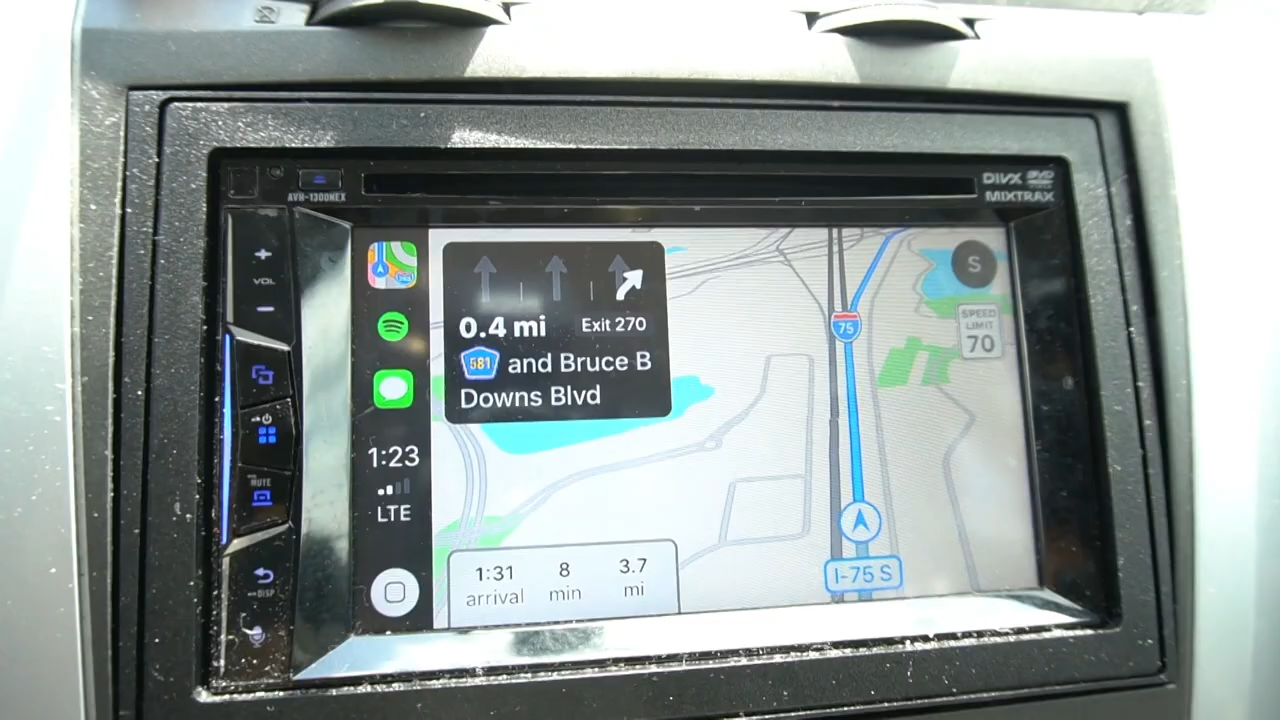 AVH-1300NEX
DIVX
DVD
MIXTRAX
VOL
MUTE
DISP
1:23
LTE
0.4 mi
Exit 270
581 and Bruce B
Downs Blvd
1:31
arrival
8
min
3.7
mi
75
I-75 S
S
SPEED
LIMIT
70